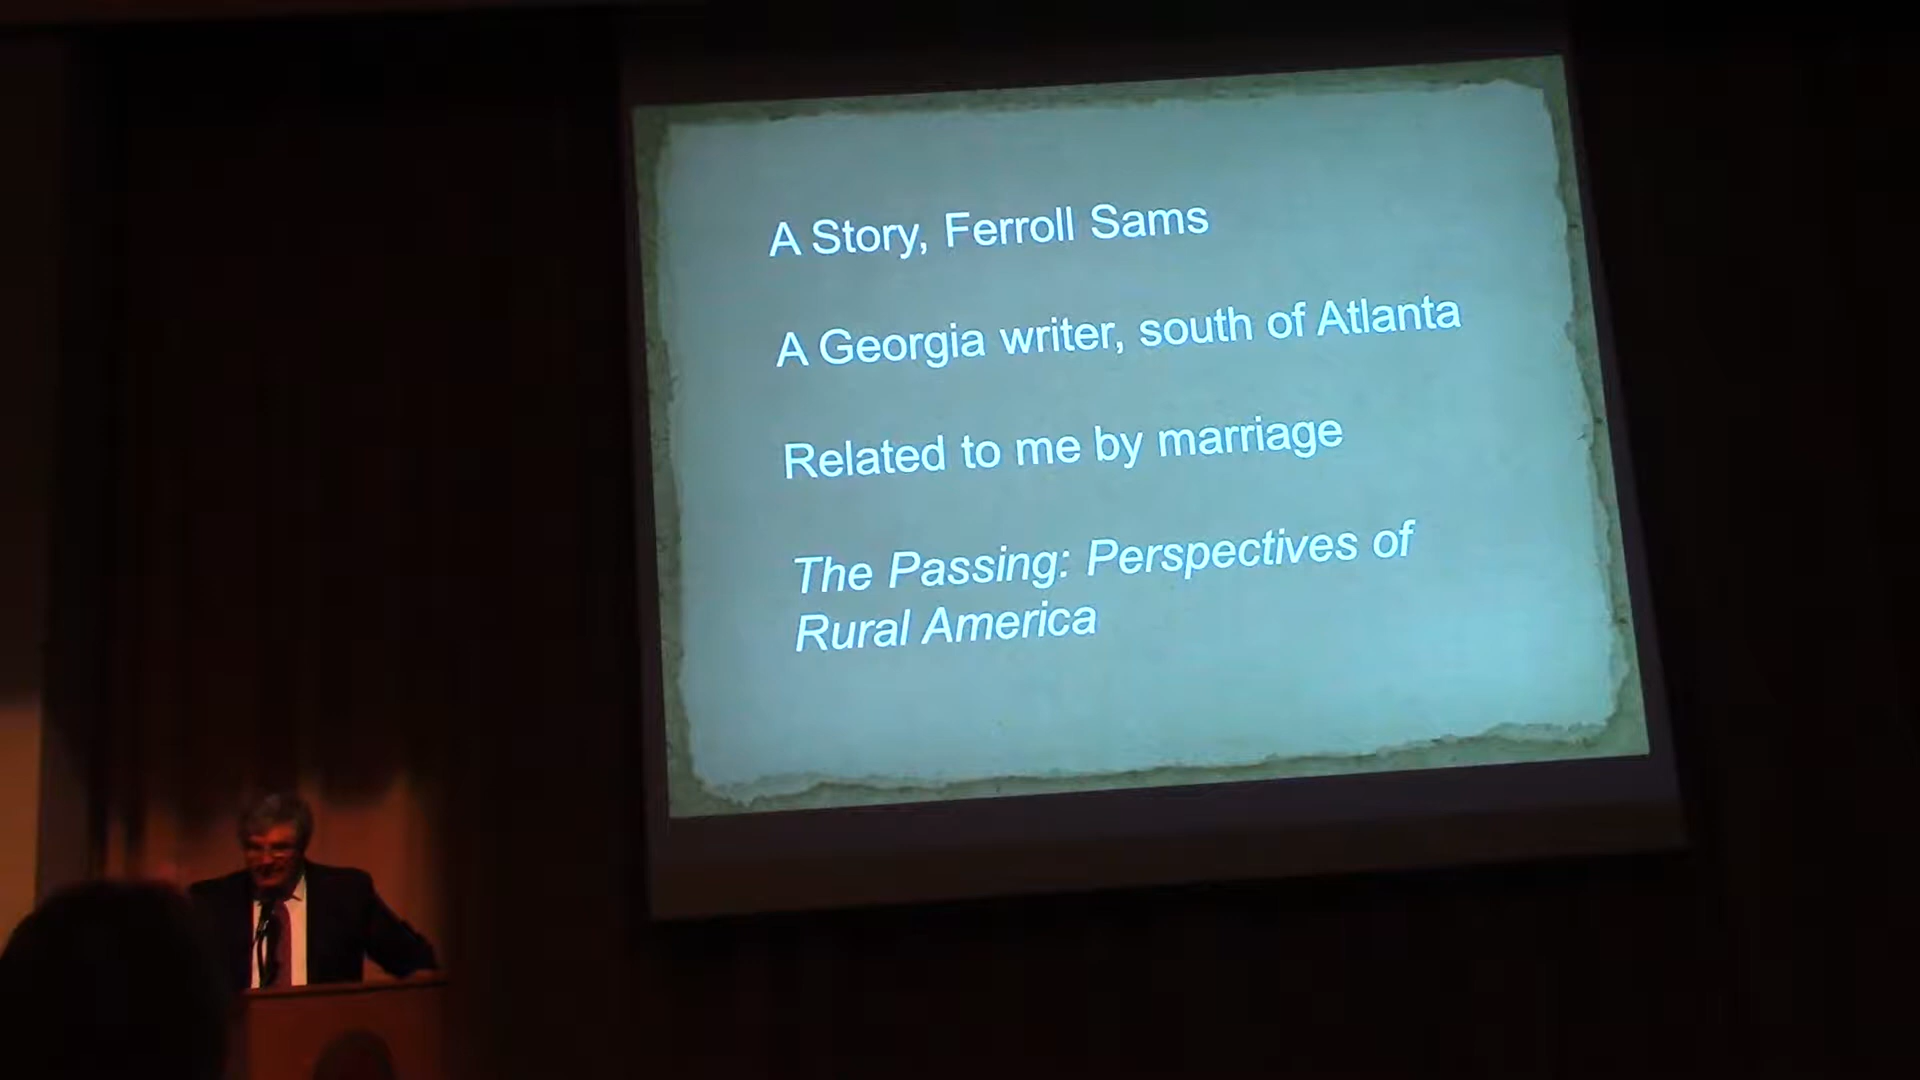 A Story, Ferroll Sams
A Georgia writer, south of Atlanta
Related to me by marriage
The Passing: Perspectives of
Rural America